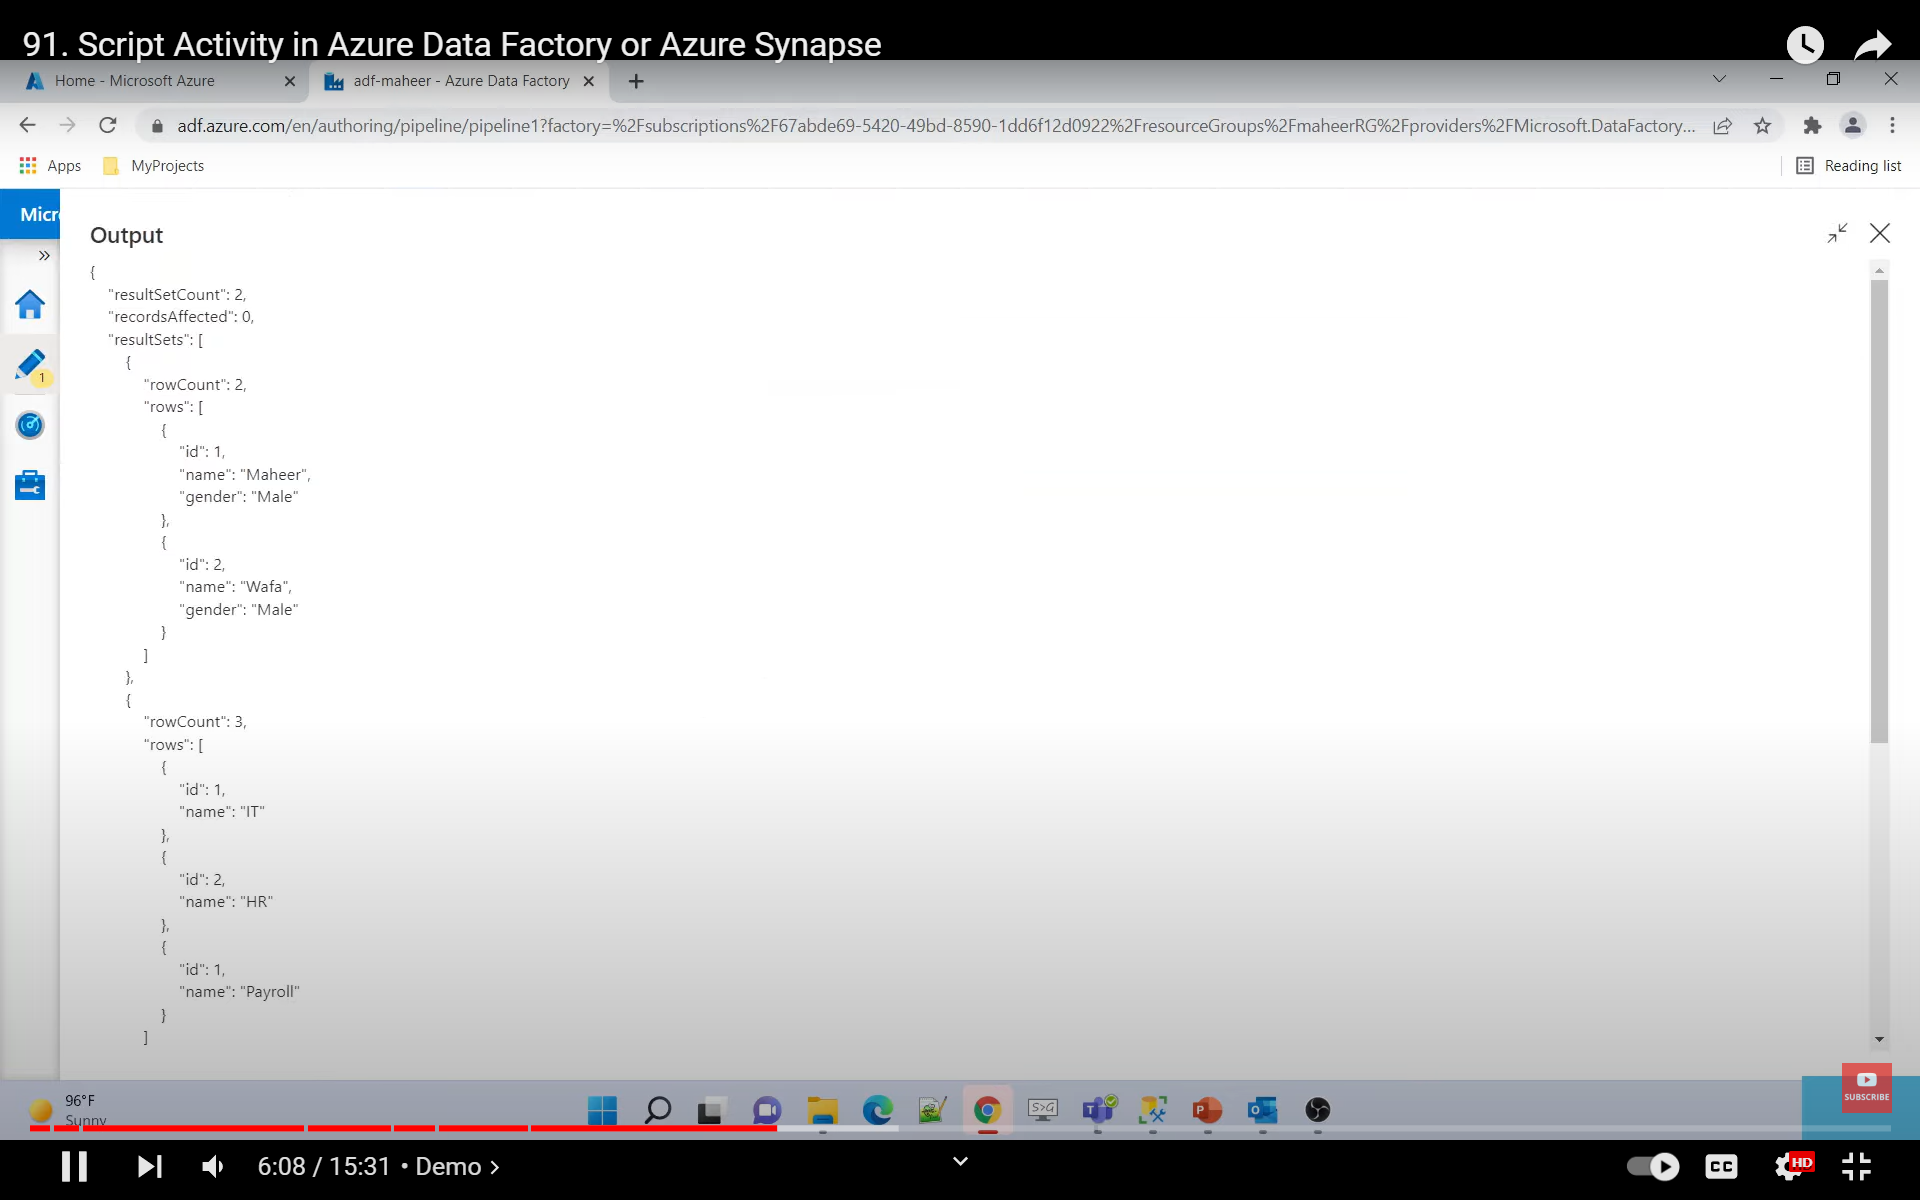 91. Script Activity in Azure Data Factory or Azure Synapse
Home - Microsoft Azure
adf-maheer - Azure Data Factory
adf.azure.com/en/authoring/pipeline/pipeline1?factory=%2Fsubscriptions%2F67abde69-5420-49bd-8590-1dd6f12d0922%2FresourceGroups%2FmaheerRG%2Fproviders%2FMicrosoft.DataFactory...
Apps
MyProjects
Reading list
Micr
Output
{
"resultSetCount": 2,
"recordsAffected": 0,
"resultSets": [
{
"rowCount": 2,
"rows": [
{
"id": 1,
"name": "Maheer",
"gender": "Male"
},
{
"id": 2,
"name": "Wafa",
"gender": "Male"
}
]
},
{
"rowCount": 3,
"rows": [
{
"id": 1,
"name": "IT"
},
{
"id": 2,
"name": "HR"
},
{
"id": 1,
"name": "Payroll"
}
]
1
96°F
Sunny
S>G
SUBSCRIBE
6:08 / 15:31 • Demo >
CC
HD